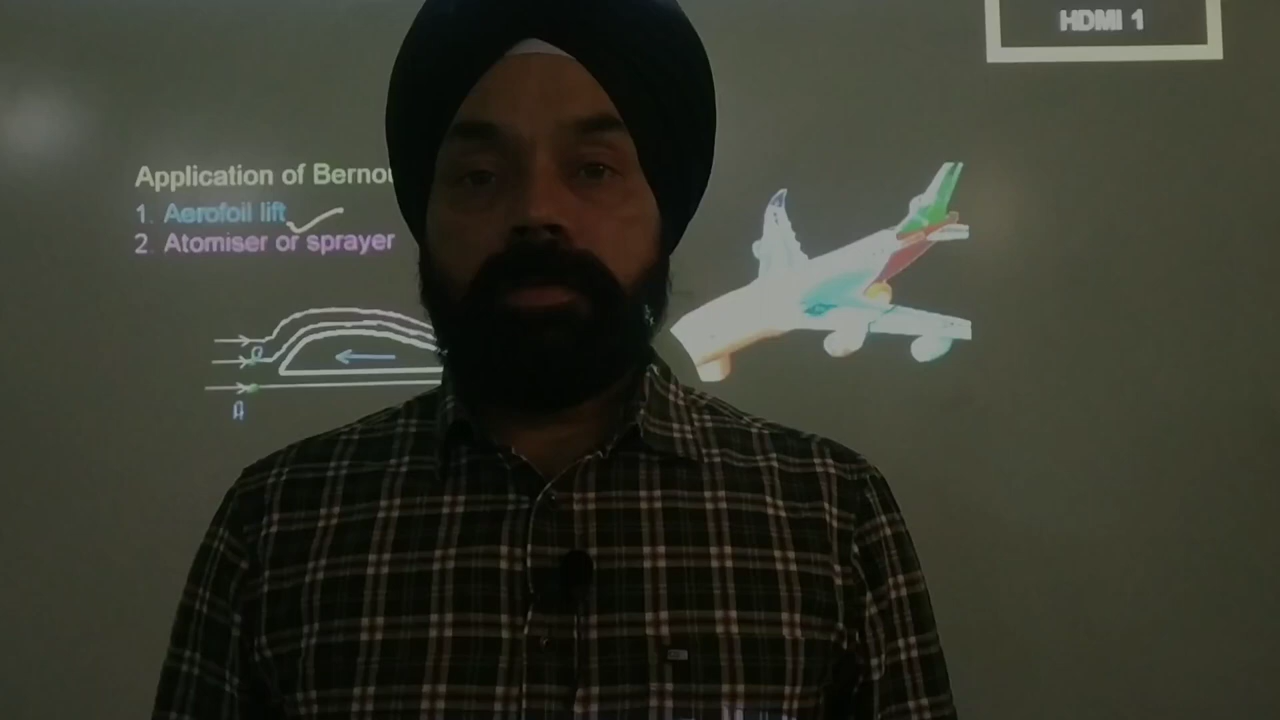 HDMI 1
Application of Bernou
1. Aerofoil lift
2. Atomiser or sprayer
A